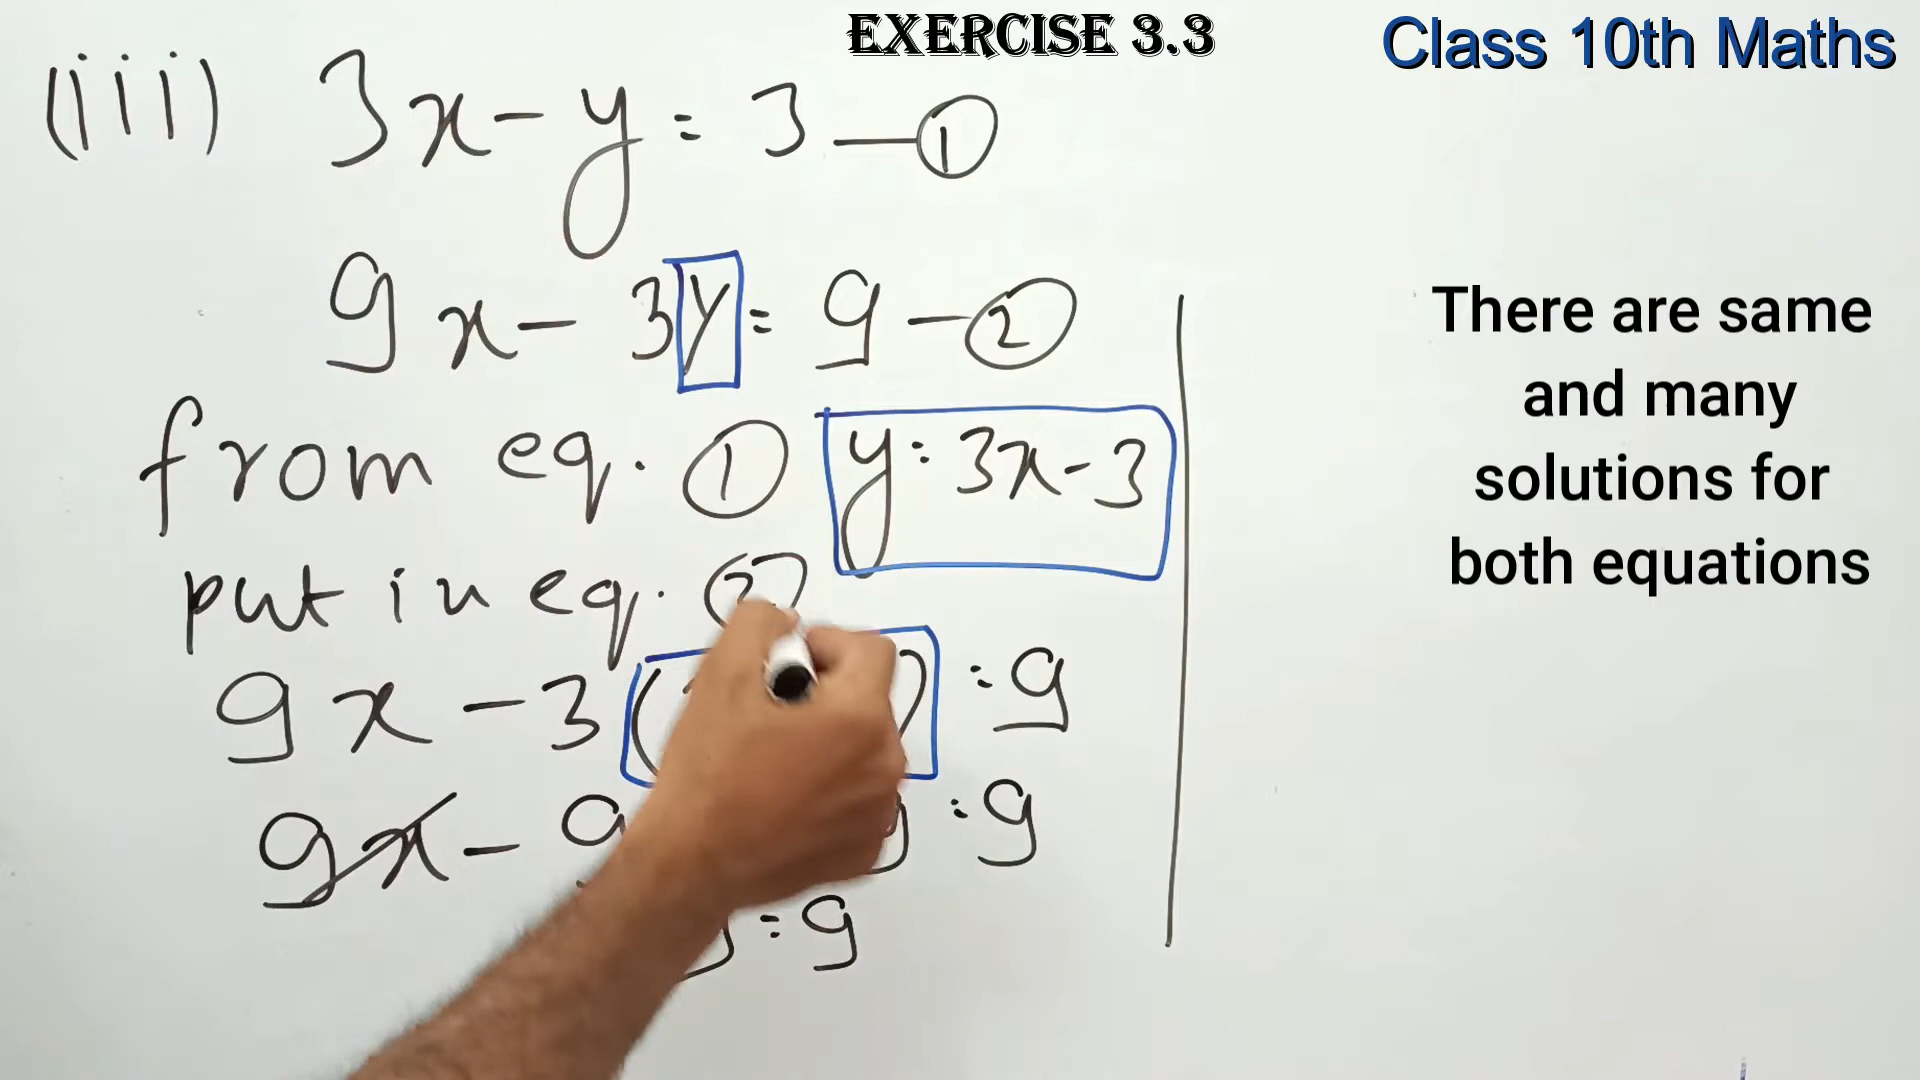 EXERCISE 3.3
Class 10th Maths
(iii) 3x - y = 3 — ①
9x - 3y = 9 - ②
from eq. ① y = 3x - 3
put in eq. ②
9x - 3( ) = 9
9x - 9 = 9
= 9
There are same
and many
solutions for
both equations